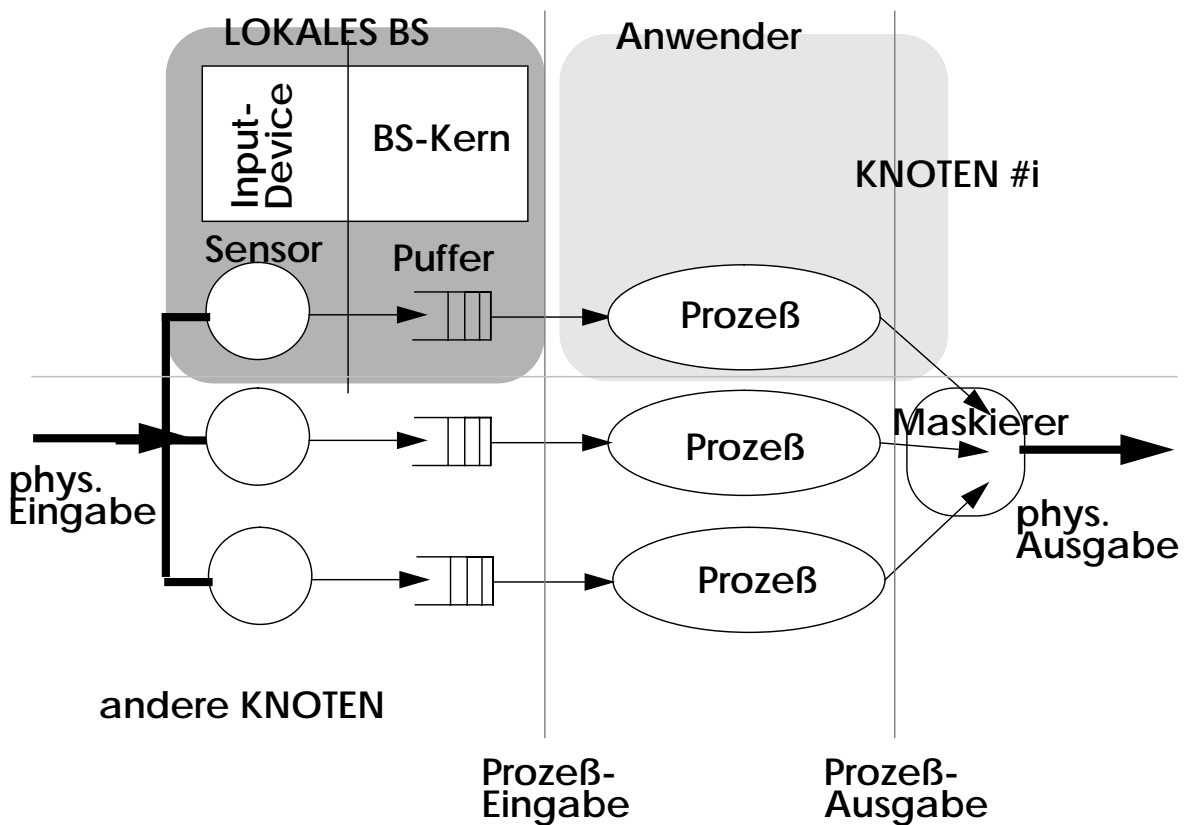 LOKALES BS
Anwender
Input-
Device
BS-Kern
KNOTEN #i
Sensor
Puffer
Prozeß
Maskierer
Prozeß
phys.
Eingabe
phys.
Ausgabe
Prozeß
andere KNOTEN
Prozeß-
Eingabe
Prozeß-
Ausgabe